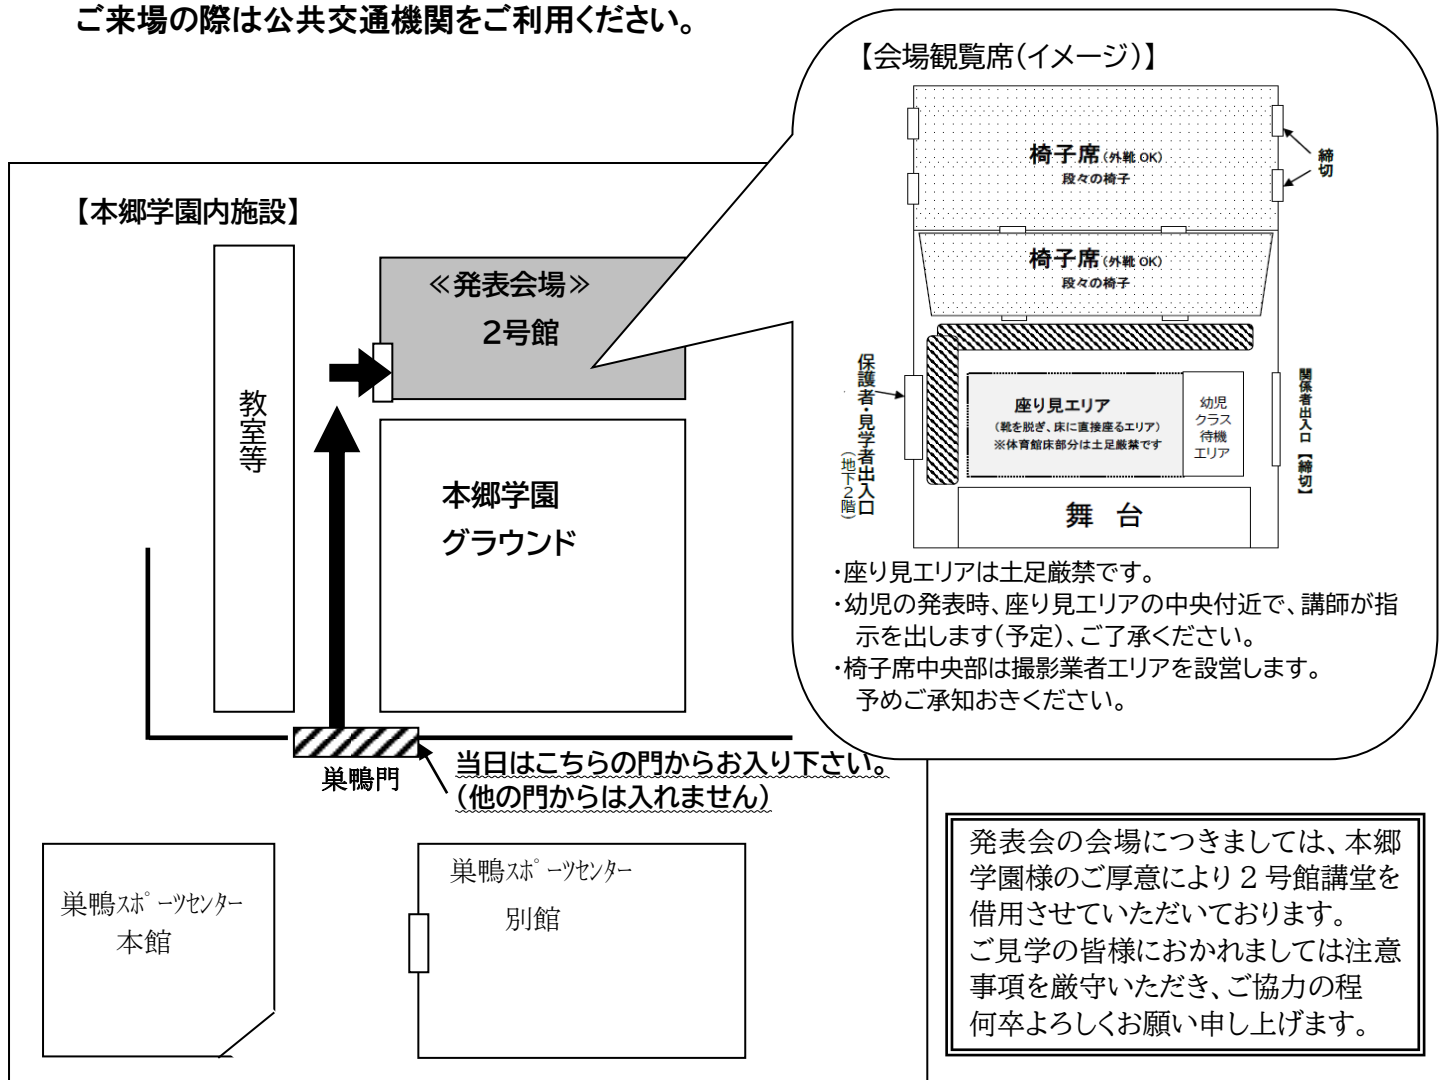 ご来場の際は公共交通機関をご利用ください。
【本郷学園内施設】
≪発表会場≫
2号館
教室等
本郷学園
グラウンド
巣鴨門
当日はこちらの門からお入り下さい。
(他の門からは入れません)
巣鴨スポーツセンター
本館
巣鴨スポーツセンター
別館
【会場観覧席(イメージ)】
椅子席(外靴OK)
段々の椅子
締切
椅子席(外靴OK)
段々の椅子
保護者・見学者出入口
(地下2階)
座り見エリア
(靴を脱ぎ、床に直接座るエリア)
※体育館床部分は土足厳禁です
幼児
クラス
待機
エリア
関係者出入口【締切】
舞 台
・座り見エリアは土足厳禁です。
・幼児の発表時、座り見エリアの中央付近で、講師が指
示を出します(予定)、ご了承ください。
・椅子席中央部は撮影業者エリアを設営します。
予めご承知おきください。
発表会の会場につきましては、本郷
学園様のご厚意により2号館講堂を
借用させていただいております。
ご見学の皆様におかれましては注意
事項を厳守いただき、ご協力の程
何卒よろしくお願い申し上げます。